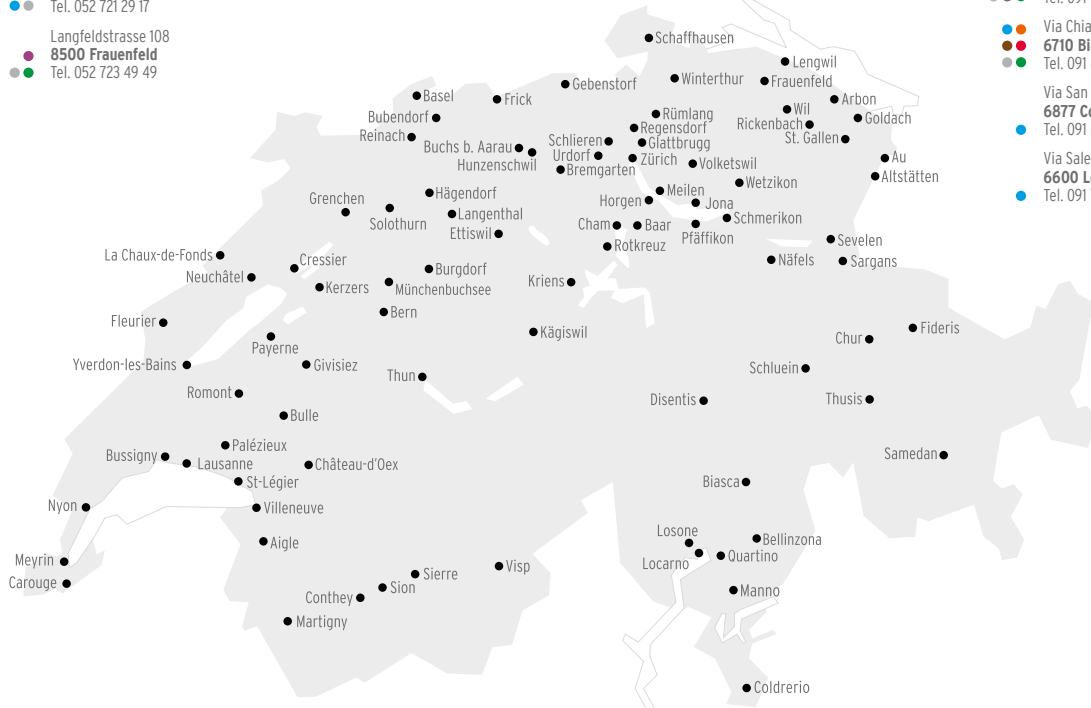 Tel. 052 721 29 17
Langfeldstrasse 108
8500 Frauenfeld
Tel. 052 723 49 49
Via
6710
Tel. 091
Via San
6877
Tel. 091
Via
6600
Tel. 091
Schaffhausen
Lengwil
Winterthur
Frauenfeld
Gebenstorf
Basel
Frick
Arbon
Bubendorf
Rümlang
Wil
Goldach
Reinach
Regensdorf
Rickenbach
St. Gallen
Schlieren
Glattbrugg
Buchs b. Aarau
Hunzenschwil
Urdorf
Zürich
Au
Bremgarten
Volketswil
Altstätten
Wetzikon
Hägendorf
Meilen
Grenchen
Horgen
Jona
Solothurn
Langenthal
Schmerikon
Ettiswil
Cham
Baar
Pfäffikon
Rotkreuz
Sevelen
La Chaux-de-Fonds
Cressier
Näfels
Sargans
Neuchâtel
Burgdorf
Kerzers
Münchenbuchsee
Kriens
Bern
Fleurier
Kägiswil
Fideris
Payerne
Chur
Yverdon-les-Bains
Givisiez
Schluein
Thun
Romont
Disentis
Thusis
Bulle
Palézieux
Bussigny
Lausanne
Château-d'Oex
Samedan
St-Légier
Biasca
Nyon
Villeneuve
Losone
Bellinzona
Aigle
Locarno
Quartino
Meyrin
Visp
Carouge
Sierre
Sion
Manno
Conthey
Martigny
Coldrerio